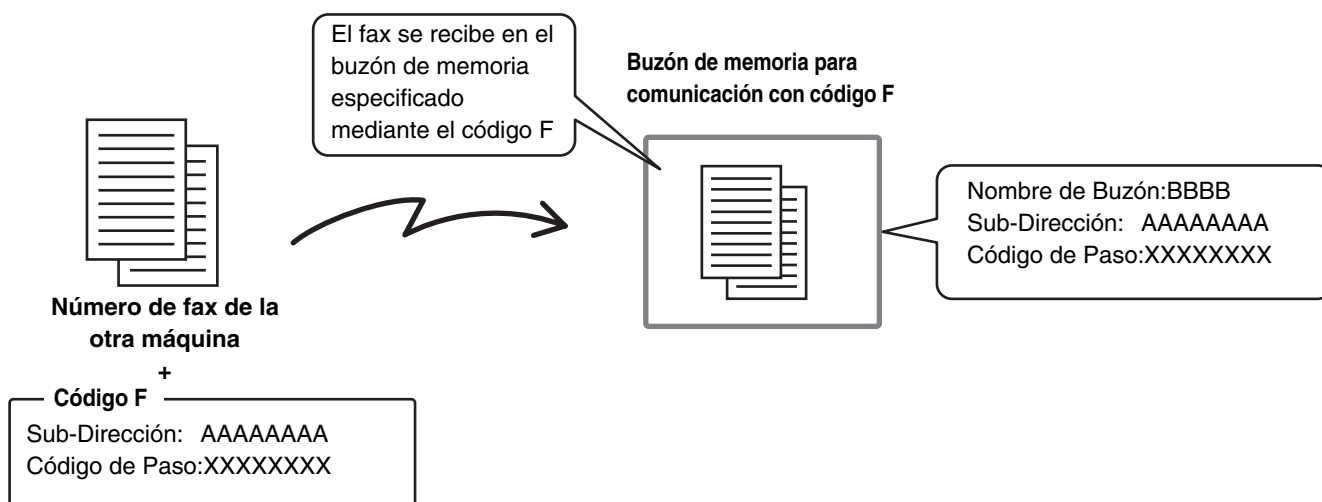 El fax se recibe en el
buzón de memoria
especificado
mediante el código F
Buzón de memoria para
comunicación con código F
Nombre de Buzón:BBBB
Sub-Dirección: AAAAAAAA
Código de Paso:XXXXXXXX
Número de fax de la
otra máquina
+
Código F
Sub-Dirección: AAAAAAAA
Código de Paso:XXXXXXXX